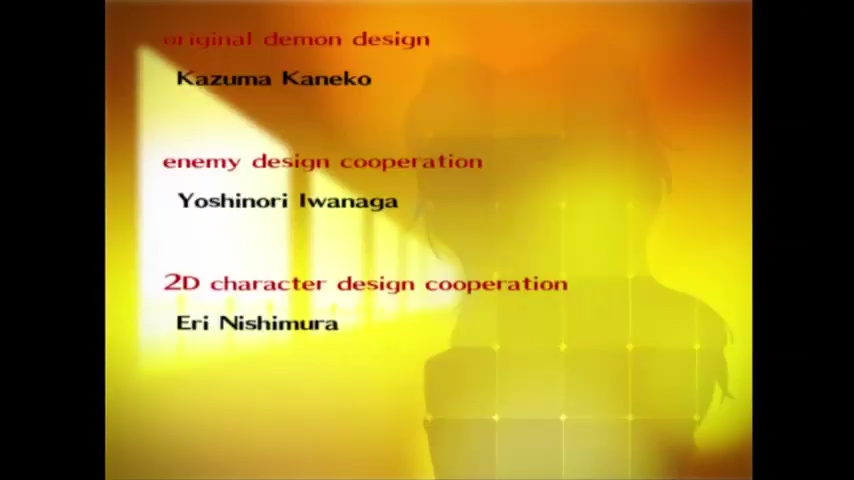 original demon design
Kazuma Kaneko
enemy design cooperation
Yoshinori Iwanaga
2D character design cooperation
Eri Nishimura